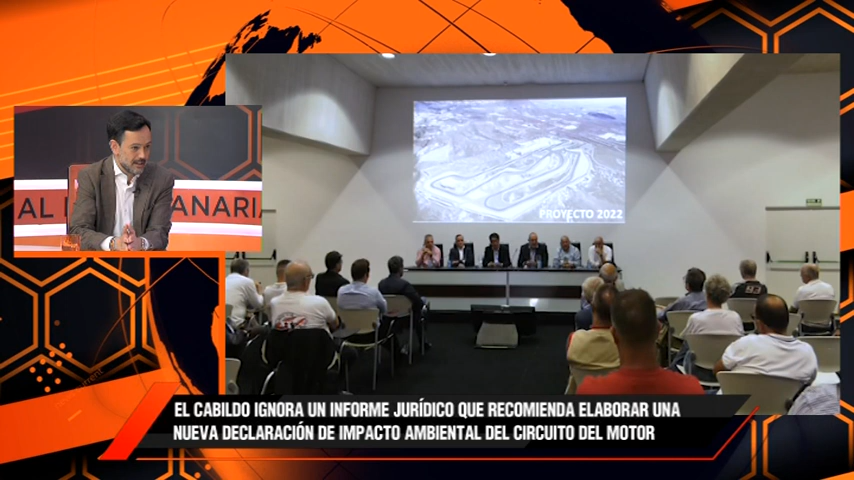 PROYECTO 2022
AL
ANARIA
EL CABILDO IGNORA UN INFORME JURÍDICO QUE RECOMIENDA ELABORAR UNA
NUEVA DECLARACIÓN DE IMPACTO AMBIENTAL DEL CIRCUITO DEL MOTOR